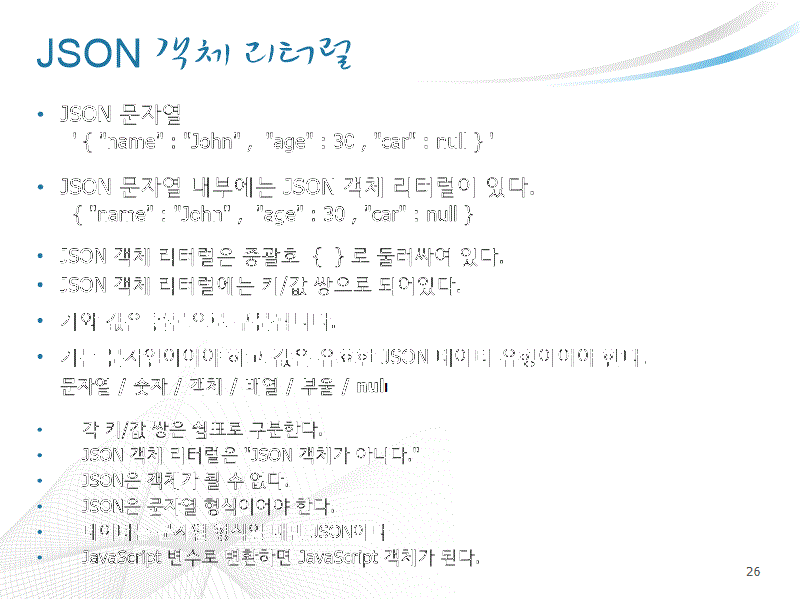 JSON 객체 리터럴
• JSON 문자열
' { "name" : "John" , "age" : 30 , "car" : null } '
• JSON 문자열 내부에는 JSON 객체 리터럴이 있다.
{ "name" : "John" , "age" : 30 , "car" : null }
• JSON 객체 리터럴은 중괄호 { } 로 둘러싸여 있다.
• JSON 객체 리터럴에는 키/값 쌍으로 되어있다.
• 키와 값은 구분됩니다.
• 키는 문자열이어야 하고 값은 유효한 JSON 데이터 유형이어야 한다.
문자열 / 숫자 / 객체 / 배열 / 부울 / null
• 각 키/값 쌍은 쉼표로 구분한다.
• JSON 객체 리터럴은 "JSON 객체가 아니다."
• JSON은 객체가 될 수 없다.
• JSON은 문자열 형식이어야 한다.
• 데이터는 문자열 형식일 때만 JSON이다
• JavaScript 변수로 변환하면 JavaScript 객체가 된다.
26